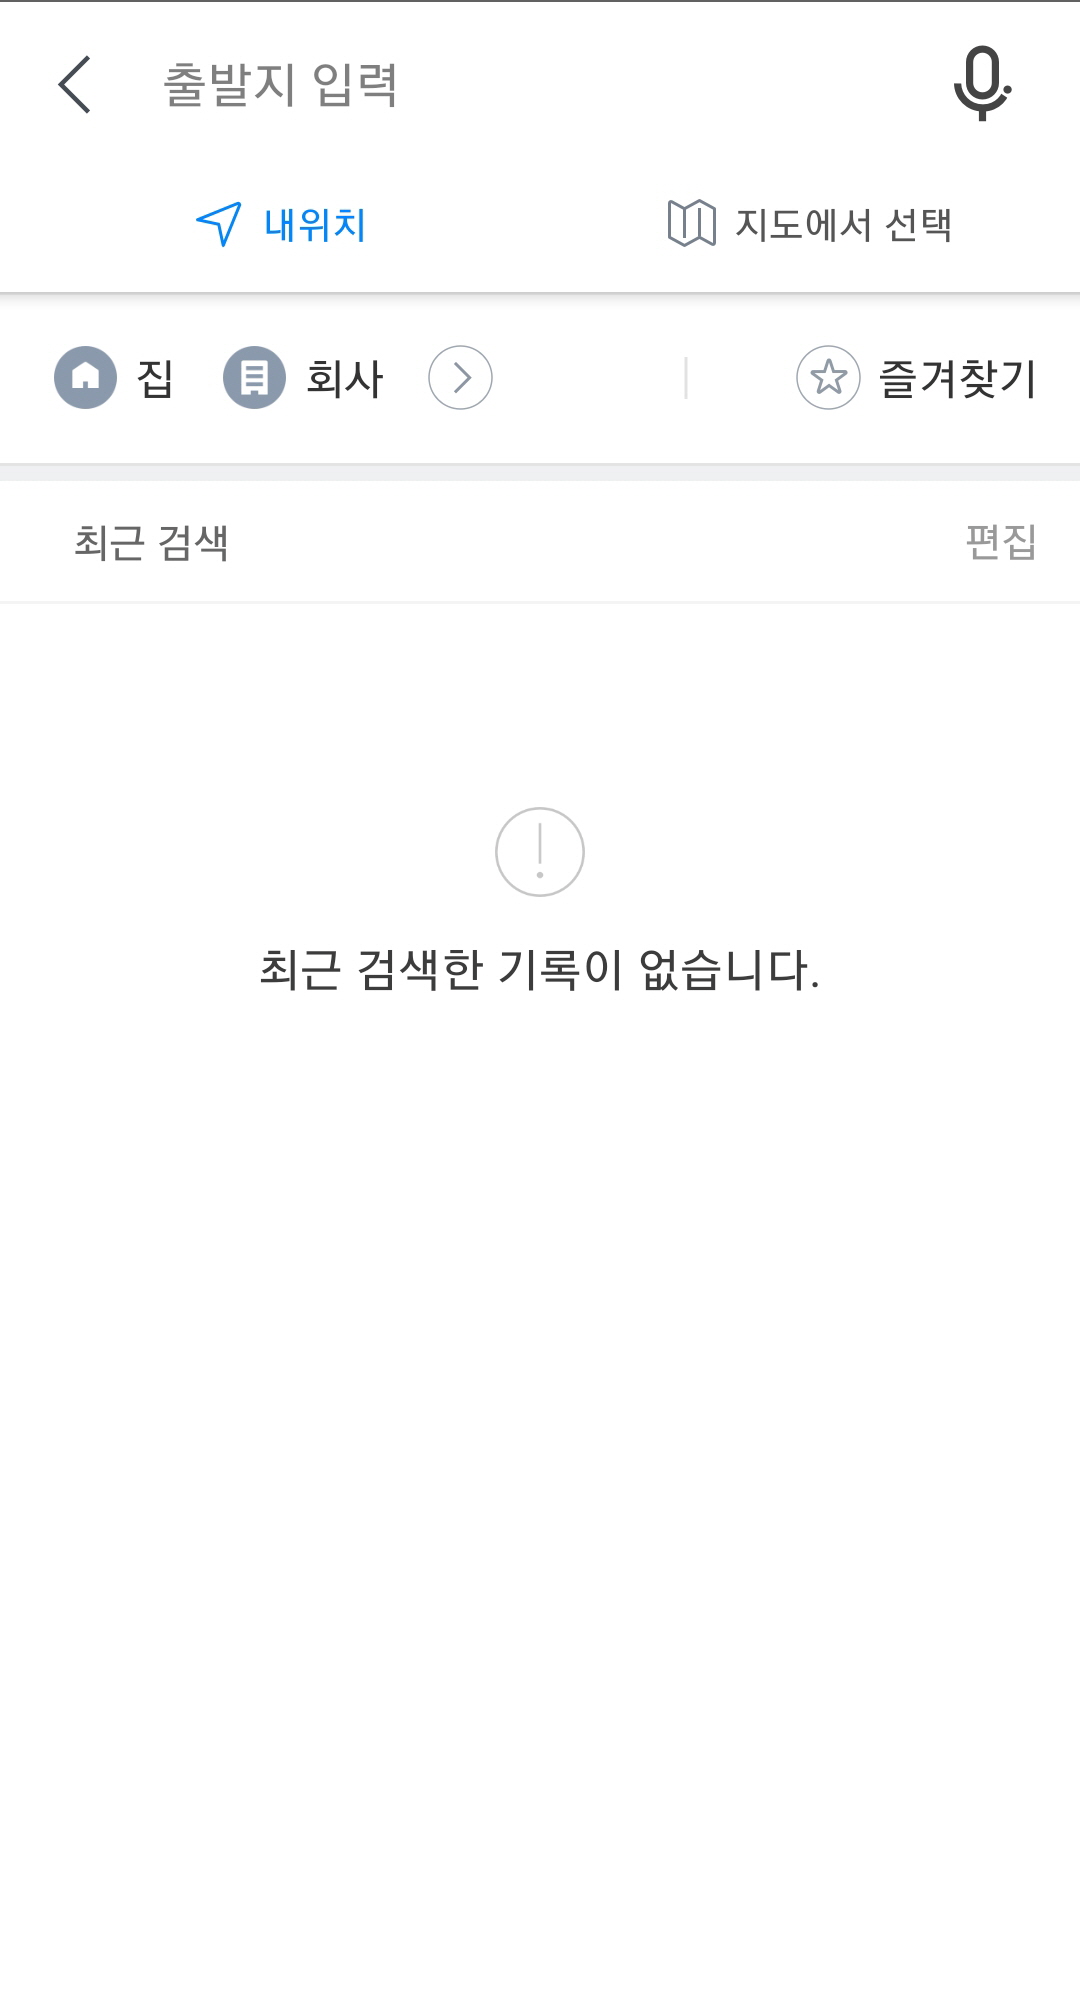 출발지 입력
내위치 지도에서 선택
집 회사 즐겨찾기
최근 검색 편집
최근 검색한 기록이 없습니다.